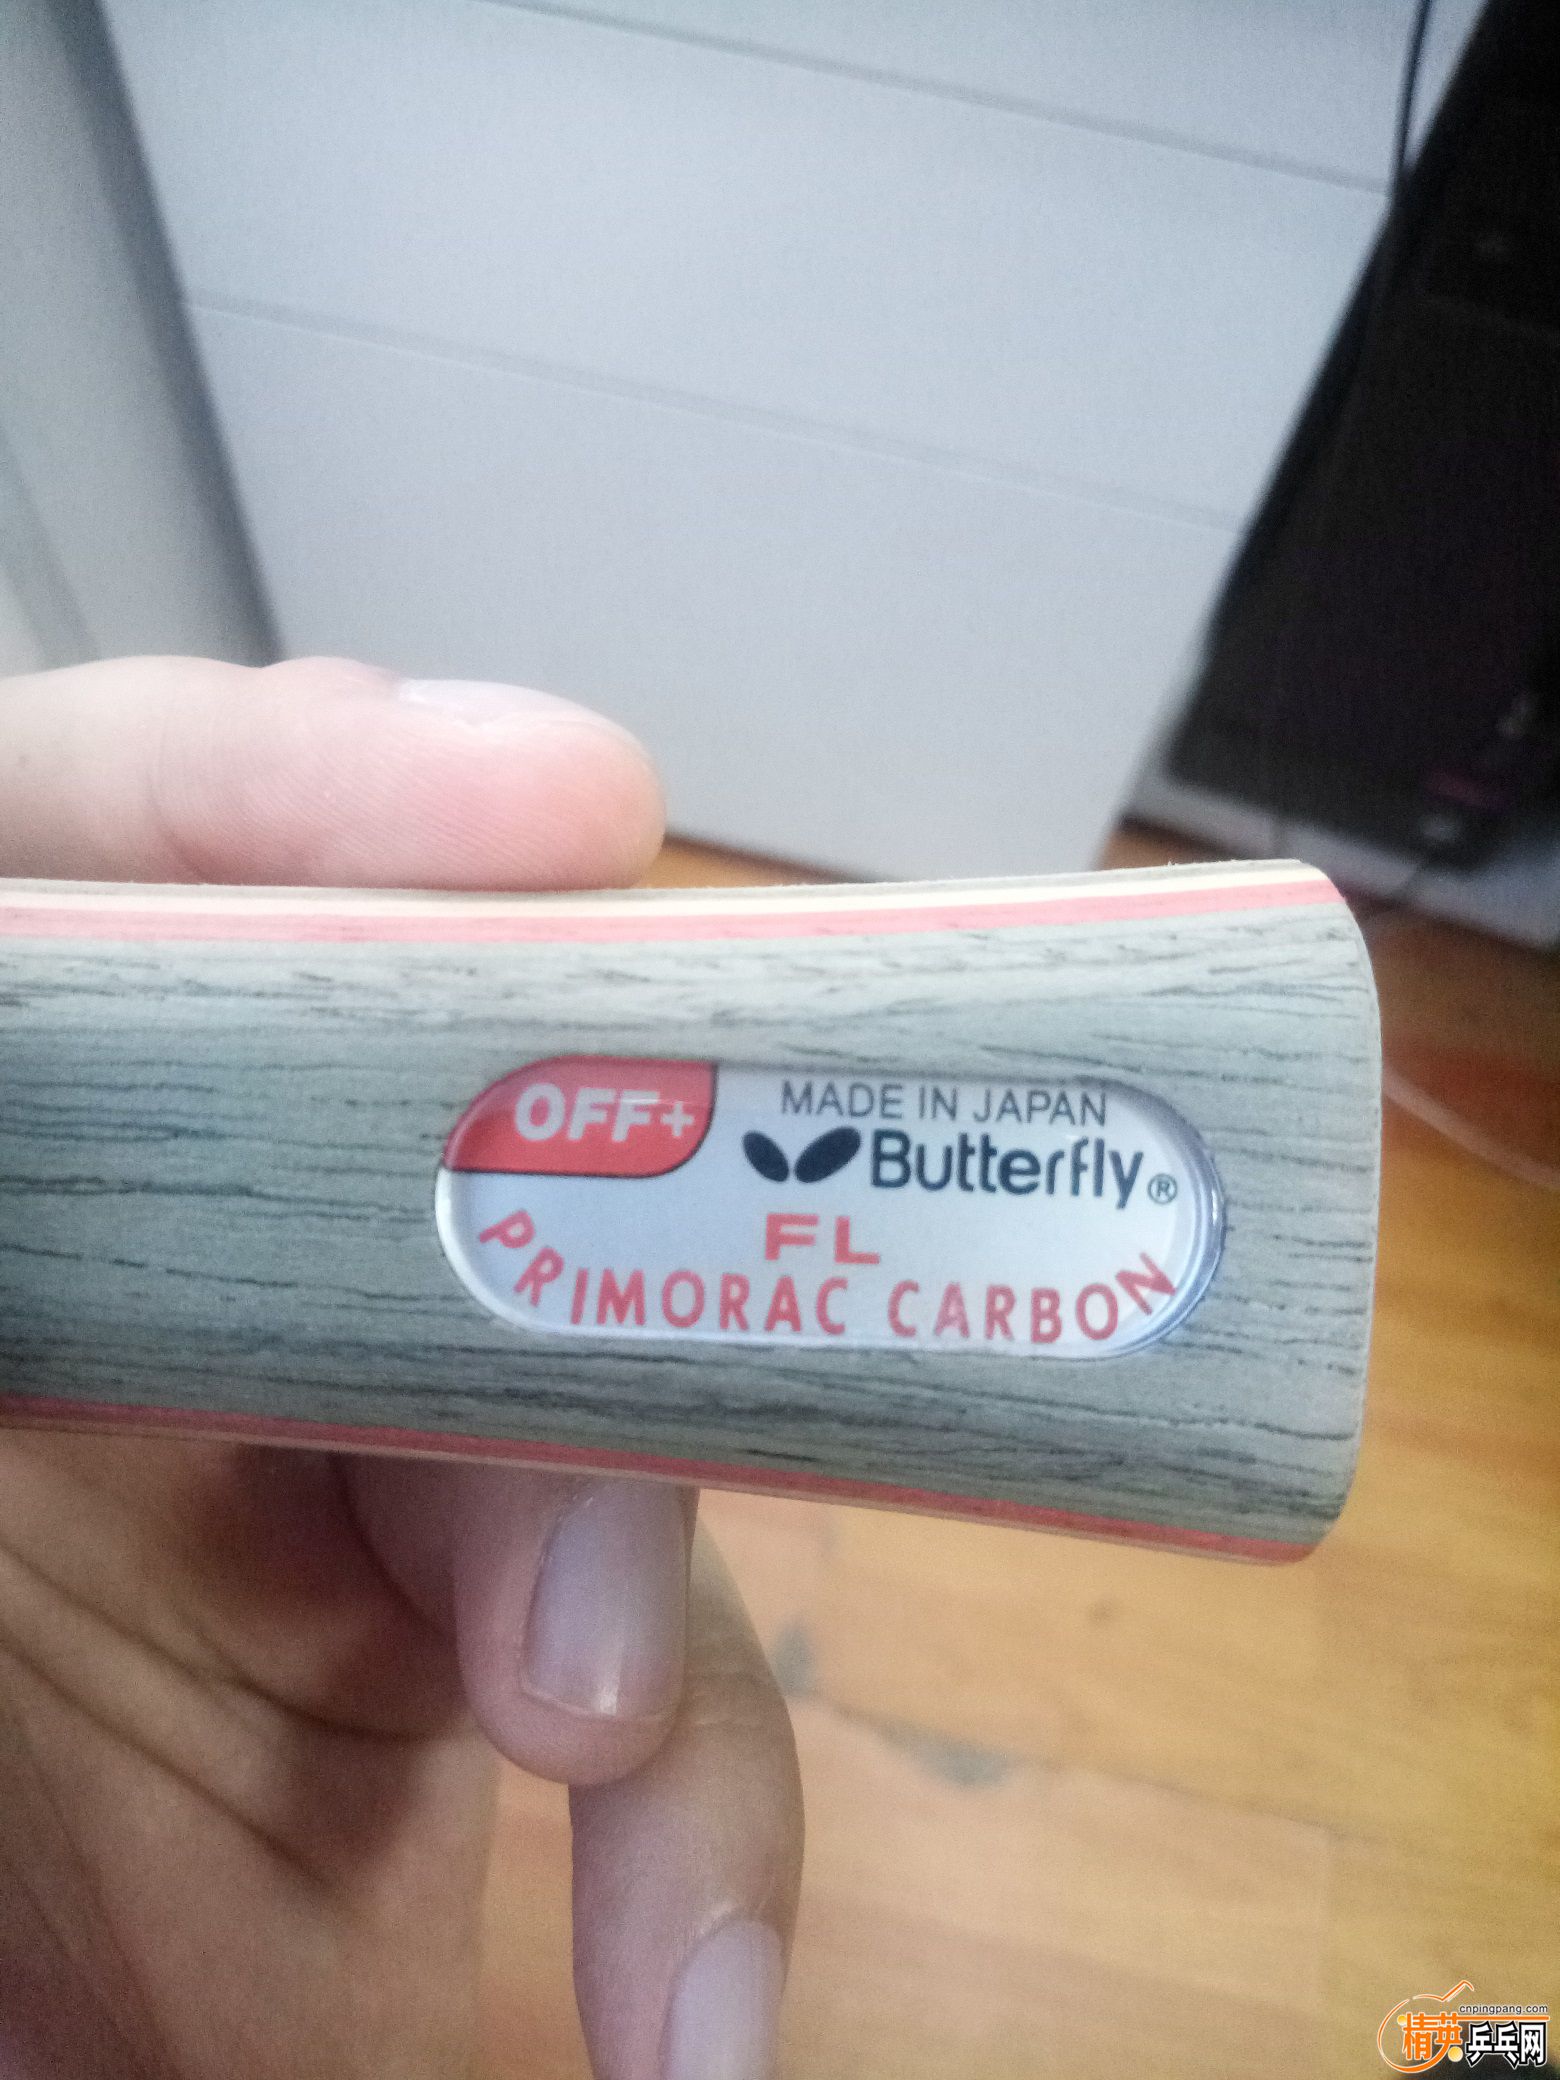 OFF+
MADE IN JAPAN
Butterfly®
FL
PRIMORAC CARBON
cnpingpang.com
精英乒乓网